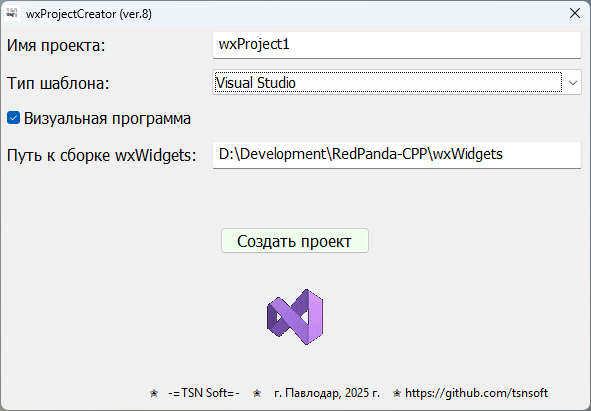 wxProjectCreator (ver.8)
Имя проекта: wxProject1
Тип шаблона: Visual Studio
Визуальная программа
Путь к сборке wxWidgets: D:\Development\RedPanda-CPP\wxWidgets
Создать проект
✬ -=TSN Soft=- ✬ г. Павлодар, 2025 г. ✬ https://github.com/tsnsoft